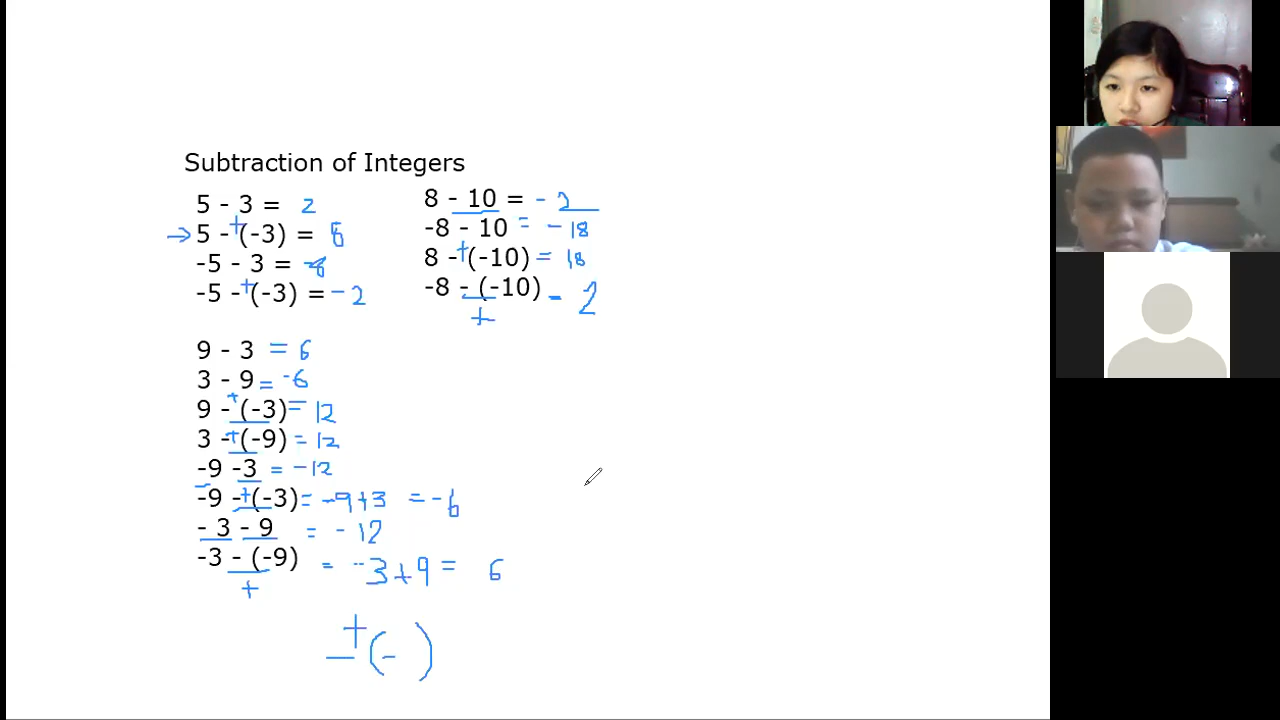 Subtraction of Integers
5 - 3 = 2
5 - + (-3) = 8
-5 - 3 = -8
-5 - + (-3) = - 2
8 - 10 = - 2
-8 - 10 = - 18
8 - + (-10) = 18
-8 - (-10) = 2
+
9 - 3 = 6
3 - 9 = -6
9 - + (-3) = 12
3 - + (-9) = 12
-9 -3 = -12
-9 - + (-3) = -9+3 = -6
- 3 - 9 = - 12
-3 - (-9) = -3+9 = 6
+
+
- ( - )